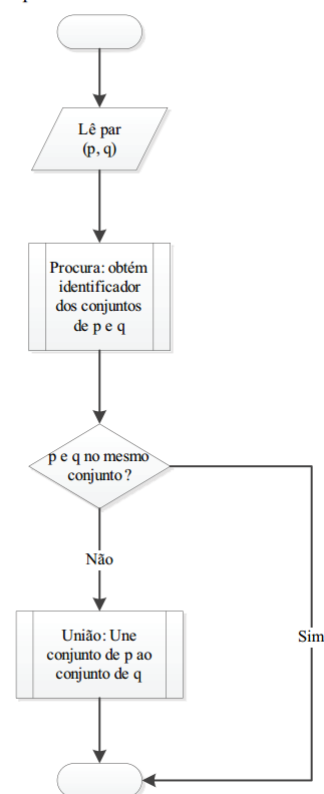 Lê par
(p, q)
Procura: obtém
identificador
dos conjuntos
de p e q
p e q no mesmo
conjunto?
Não
União: Une
conjunto de p ao
conjunto de q
Sim